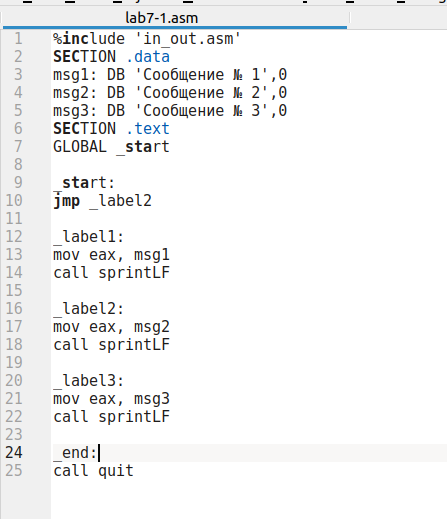 lab7-1.asm
1 %include 'in_out.asm'
2 SECTION .data
3 msg1: DB 'Сообщение № 1',0
4 msg2: DB 'Сообщение № 2',0
5 msg3: DB 'Сообщение № 3',0
6 SECTION .text
7 GLOBAL _start
8
9 _start:
10 jmp _label2
11
12 _label1:
13 mov eax, msg1
14 call sprintLF
15
16 _label2:
17 mov eax, msg2
18 call sprintLF
19
20 _label3:
21 mov eax, msg3
22 call sprintLF
23
24 _end:
25 call quit